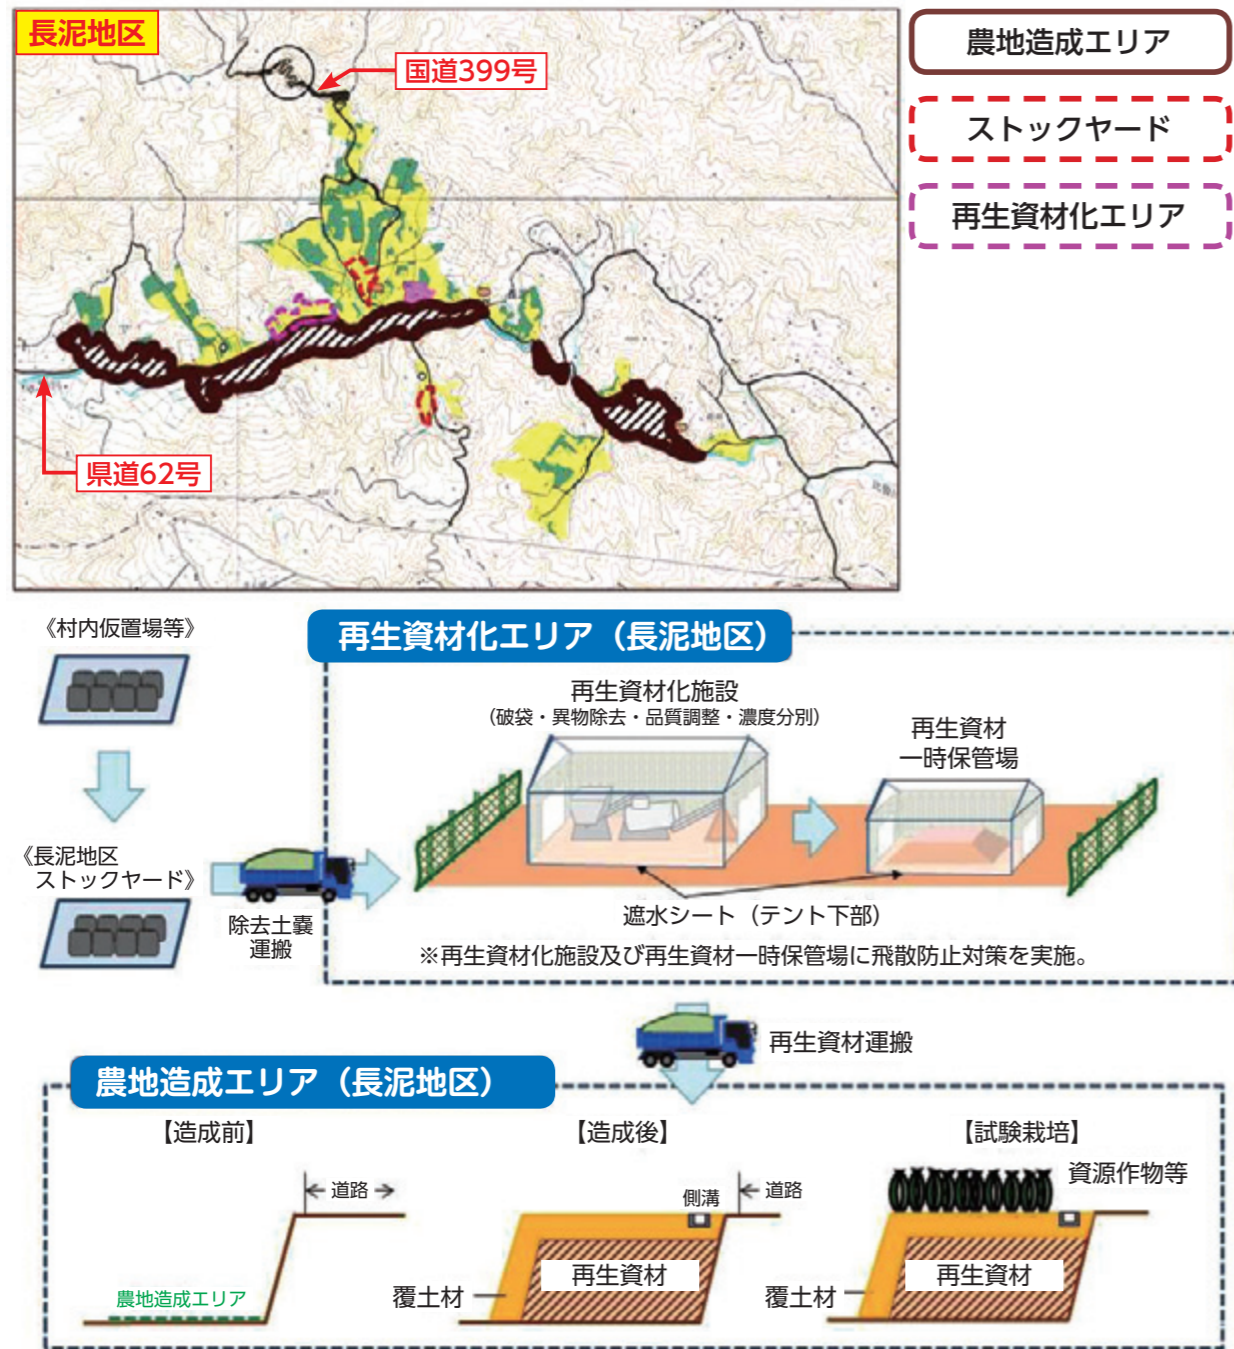 長泥地区
国道399号
県道62号
農地造成エリア
ストックヤード
再生資材化エリア
《村内仮置場等》
《長泥地区
ストックヤード》
除去土嚢
運搬
再生資材化エリア（長泥地区）
再生資材化施設
（破袋・異物除去・品質調整・濃度分別）
再生資材
一時保管場
遮水シート（テント下部）
※再生資材化施設及び再生資材一時保管場に飛散防止対策を実施。
再生資材運搬
農地造成エリア（長泥地区）
【造成前】
道路
農地造成エリア
【造成後】
側溝
道路
再生資材
覆土材
【試験栽培】
資源作物等
再生資材
覆土材